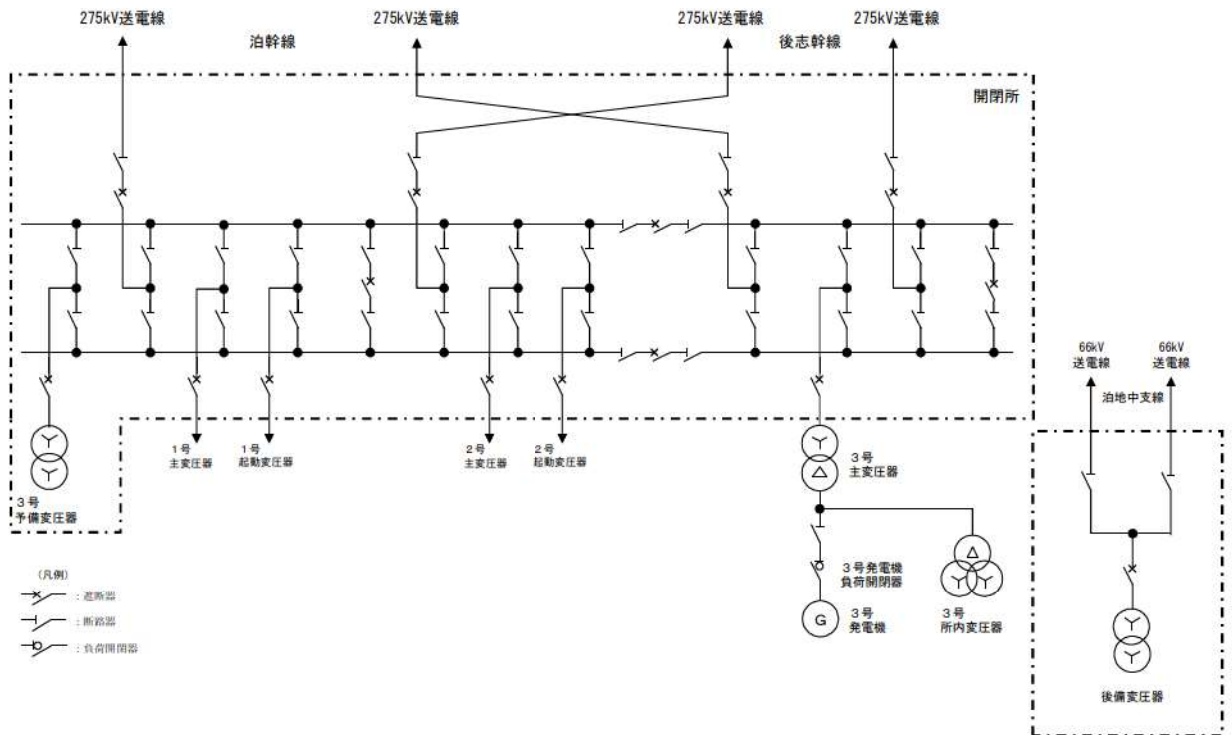 275kV送電線
275kV送電線
275kV送電線
275kV送電線
泊幹線
後志幹線
開閉所
66kV
送電線
66kV
送電線
泊地中支線
1号
主変圧器
1号
起動変圧器
2号
主変圧器
2号
起動変圧器
3号
主変圧器
3号
予備変圧器
3号発電機
負荷開閉器
G
3号
発電機
3号
所内変圧器
後備変圧器
(凡例)
:遮断器
:断路器
:負荷開閉器